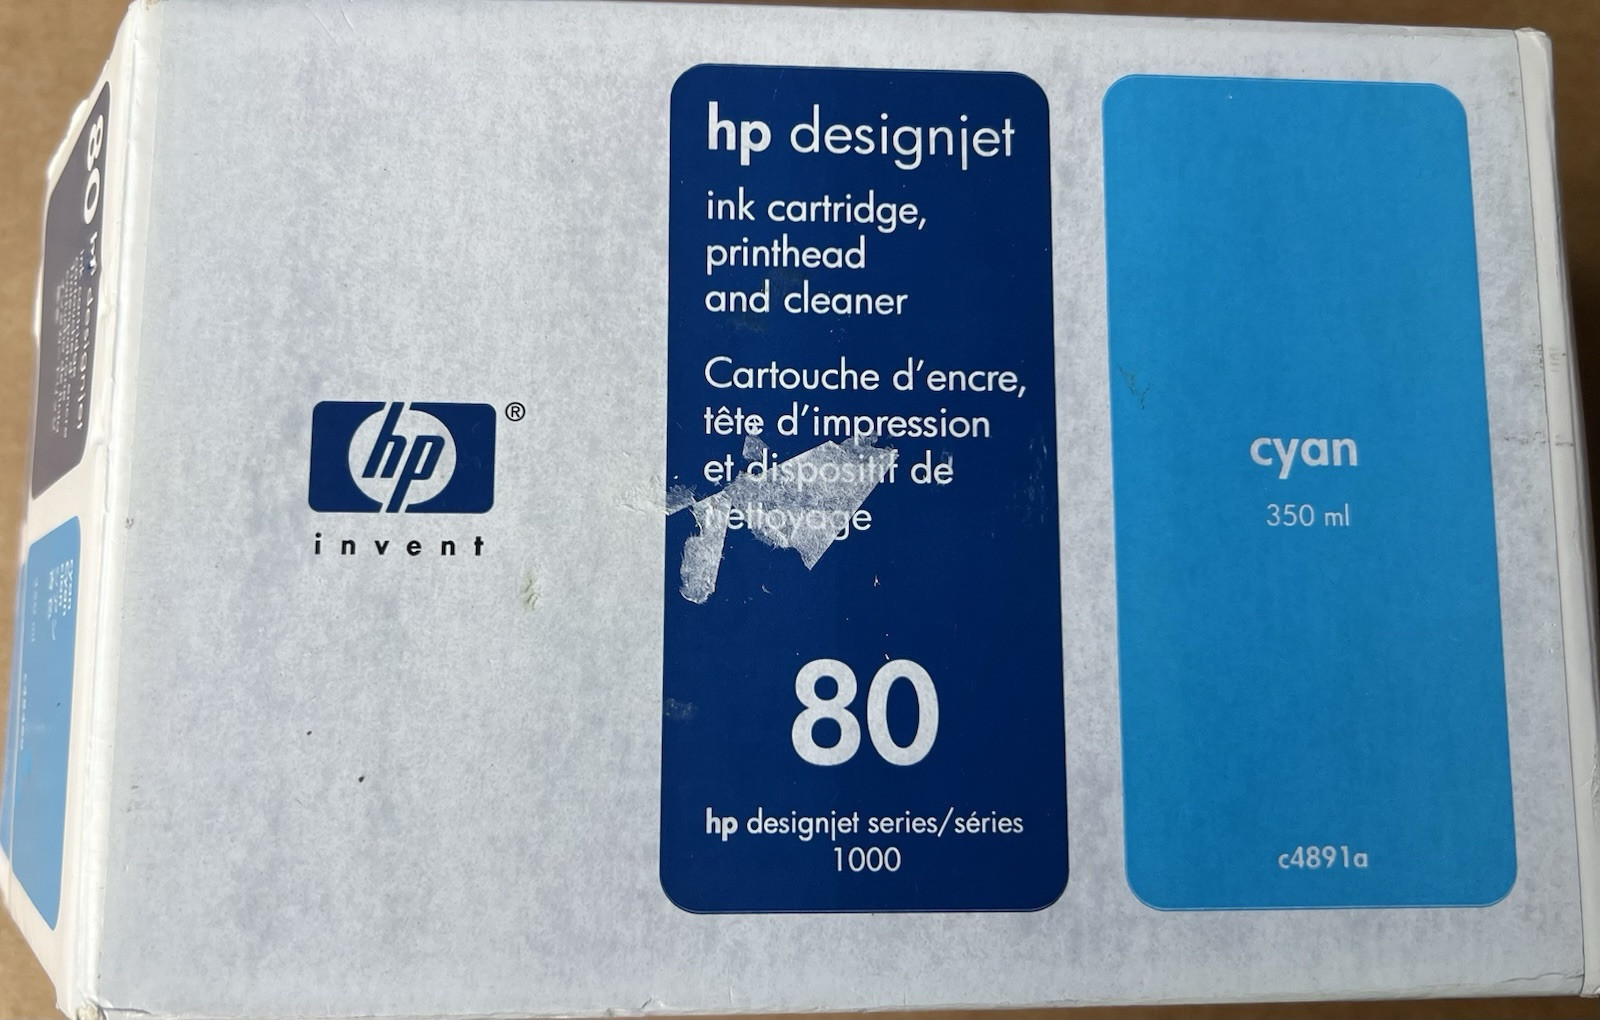 hp
®
invent
hp designjet
ink cartridge,
printhead
and cleaner
Cartouche d'encre,
tête d'impression
et dispositif de
nettoyage
80
hp designjet series/séries
1000
cyan
350 ml
c4891a
80 hp designjet